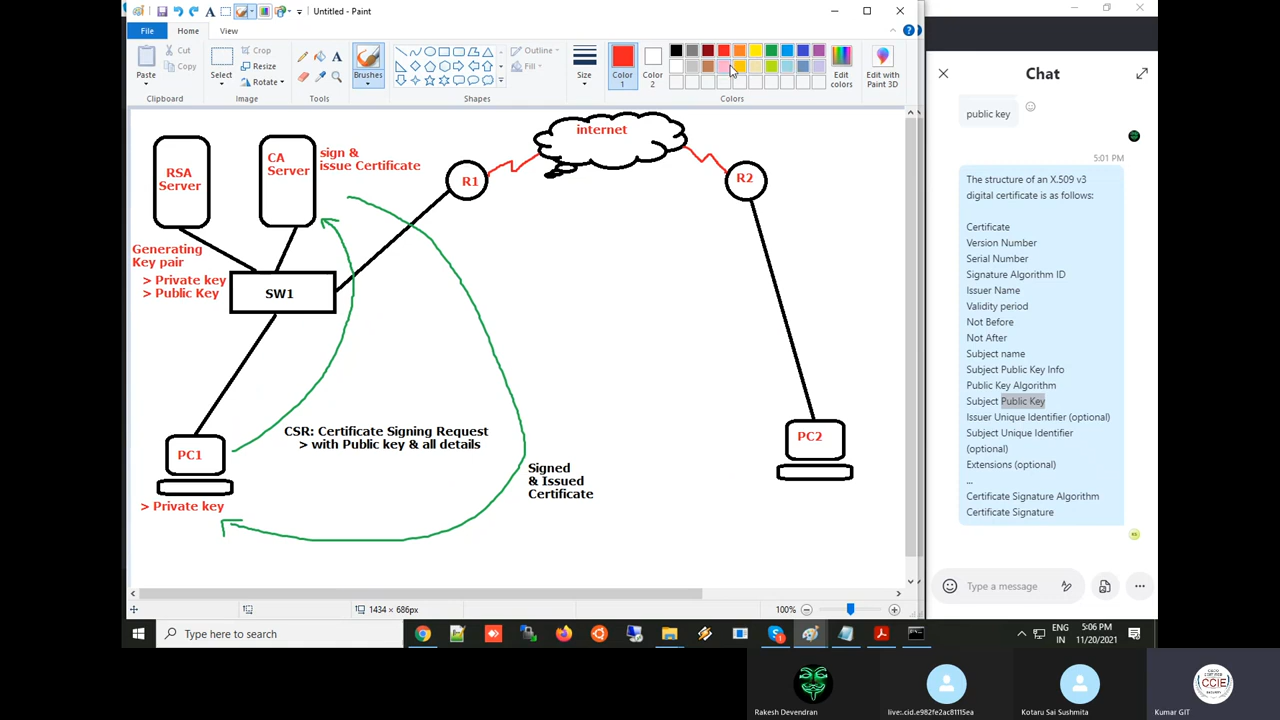 Untitled - Paint
File
Home
View
Paste
Cut
Copy
Clipboard
Select
Crop
Resize
Rotate
Image
Tools
Brushes
Outline
Fill
Shapes
Size
Color
1
Color
2
Colors
Edit
colors
Edit with
Paint 3D
internet
RSA
Server
CA
Server
sign &
issue Certificate
R1
R2
Generating
Key pair
> Private key
> Public Key
SW1
CSR: Certificate Signing Request
> with Public key & all details
PC1
> Private key
Signed
& Issued
Certificate
PC2
1434 × 686px
100%
Chat
public key
5:01 PM
The structure of an X.509 v3
digital certificate is as follows:
Certificate
Version Number
Serial Number
Signature Algorithm ID
Issuer Name
Validity period
Not Before
Not After
Subject name
Subject Public Key Info
Public Key Algorithm
Subject Public Key
Issuer Unique Identifier (optional)
Subject Unique Identifier
(optional)
Extensions (optional)
...
Certificate Signature Algorithm
Certificate Signature
Type a message
Type here to search
ENG
IN
5:06 PM
11/20/2021
Rakesh Devendran
live:.cid.e982fe2ac81115ea
Kotaru Sai Sushmita
CCIE
Kumar GIT